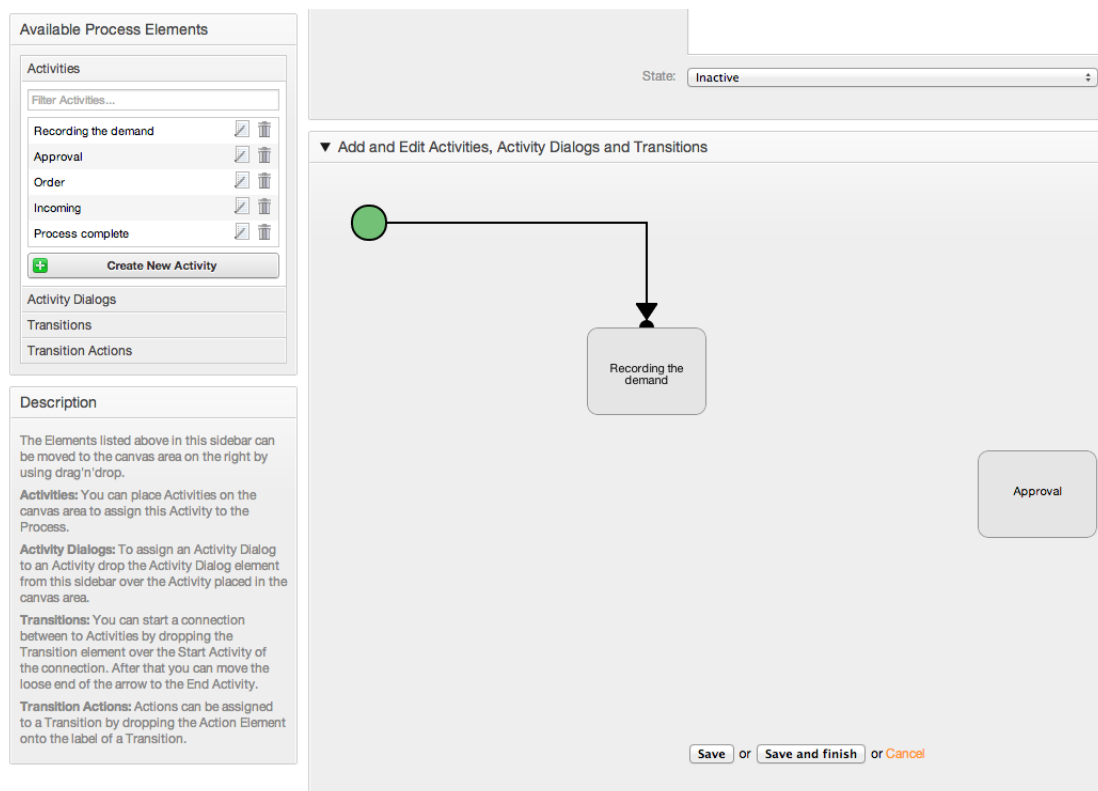 Available Process Elements
Activities
Filter Activities...
Recording the demand
Approval
Order
Incoming
Process complete
Create New Activity
Activity Dialogs
Transitions
Transition Actions
Description
The Elements listed above in this sidebar can
be moved to the canvas area on the right by
using drag'n'drop.
Activities: You can place Activities on the
canvas area to assign this Activity to the
Process.
Activity Dialogs: To assign an Activity Dialog
to an Activity drop the Activity Dialog element
from this sidebar over the Activity placed in the
canvas area.
Transitions: You can start a connection
between to Activities by dropping the
Transition element over the Start Activity of
the connection. After that you can move the
loose end of the arrow to the End Activity.
Transition Actions: Actions can be assigned
to a Transition by dropping the Action Element
onto the label of a Transition.
State: Inactive
▼ Add and Edit Activities, Activity Dialogs and Transitions
Recording the
demand
Approval
Save or Save and finish or Cancel